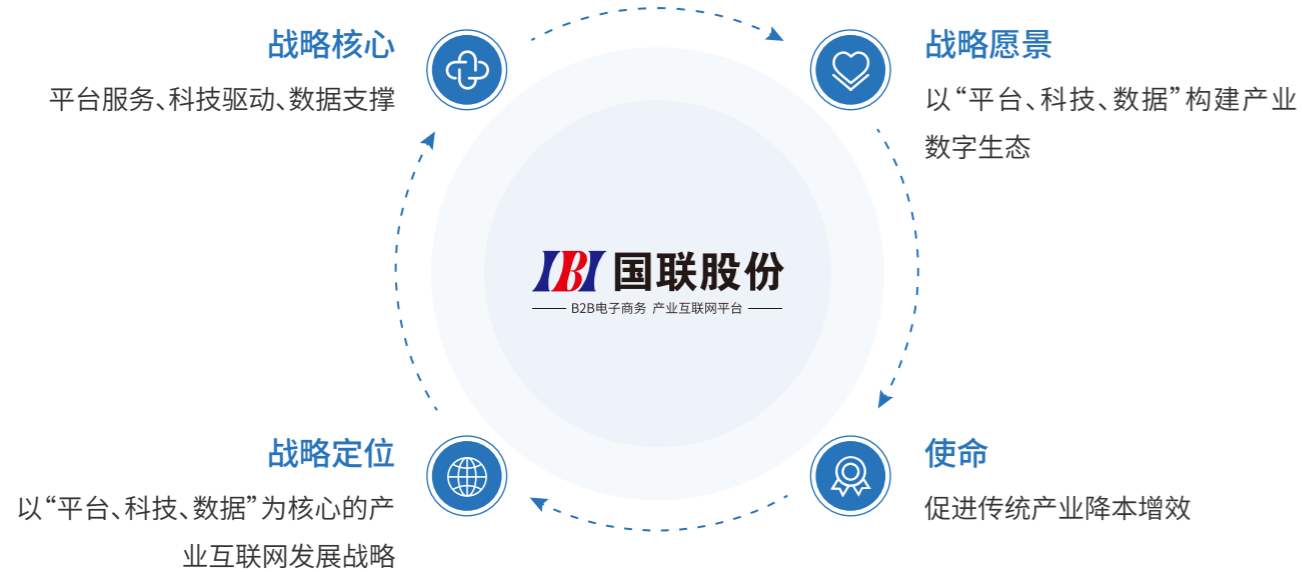 战略核心
平台服务、科技驱动、数据支撑
战略愿景
以“平台、科技、数据”构建产业
数字生态
IBI 国联股份
B2B电子商务 产业互联网平台
战略定位
以“平台、科技、数据”为核心的产
业互联网发展战略
使命
促进传统产业降本增效